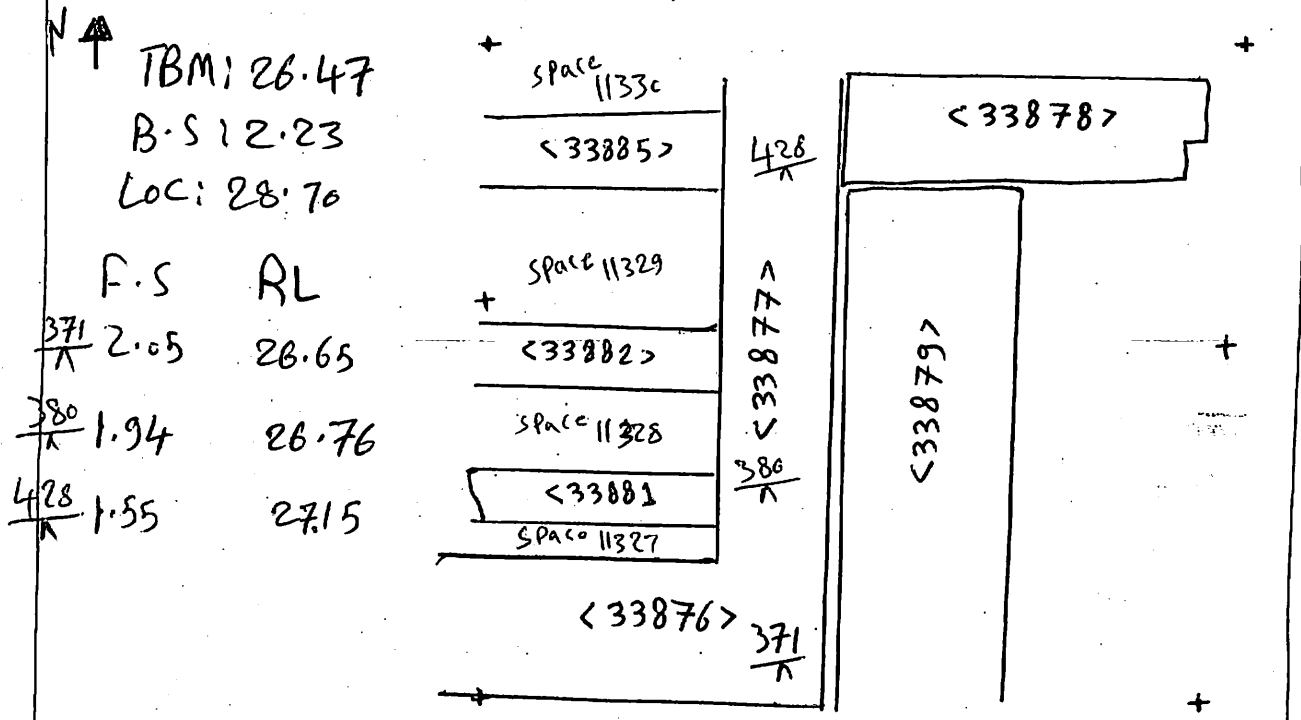 N
TBM: 26.47
B.S: 2.23
LOC: 28.70
F.S RL
371 2.05 26.65
380 1.94 26.76
428 1.55 27.15
space 11330
<33885>
space 11329
<33882>
space 11328
<33881
space 11327
<33876>
428
<33877>
380
371
<33878>
<33879>